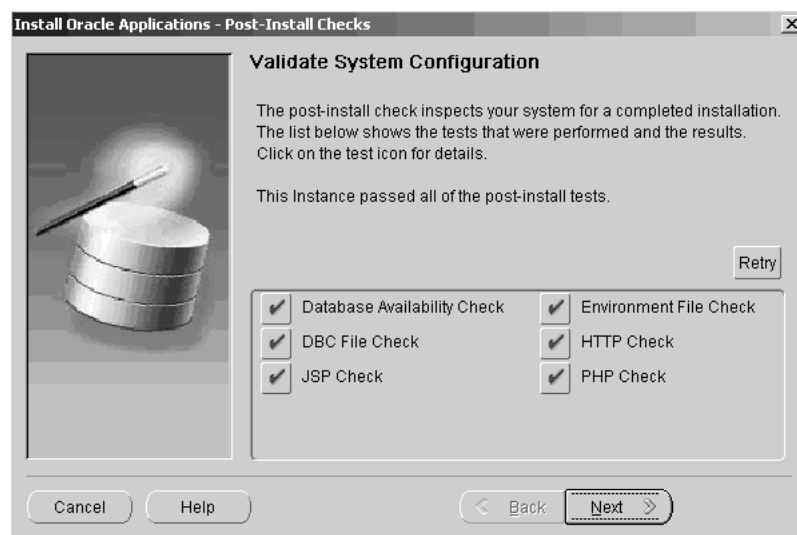 Install Oracle Applications - Post-Install Checks
Validate System Configuration
The post-install check inspects your system for a completed installation.
The list below shows the tests that were performed and the results.
Click on the test icon for details.
This Instance passed all of the post-install tests.
Retry
Database Availability Check
Environment File Check
DBC File Check
HTTP Check
JSP Check
PHP Check
Cancel
Help
Back
Next